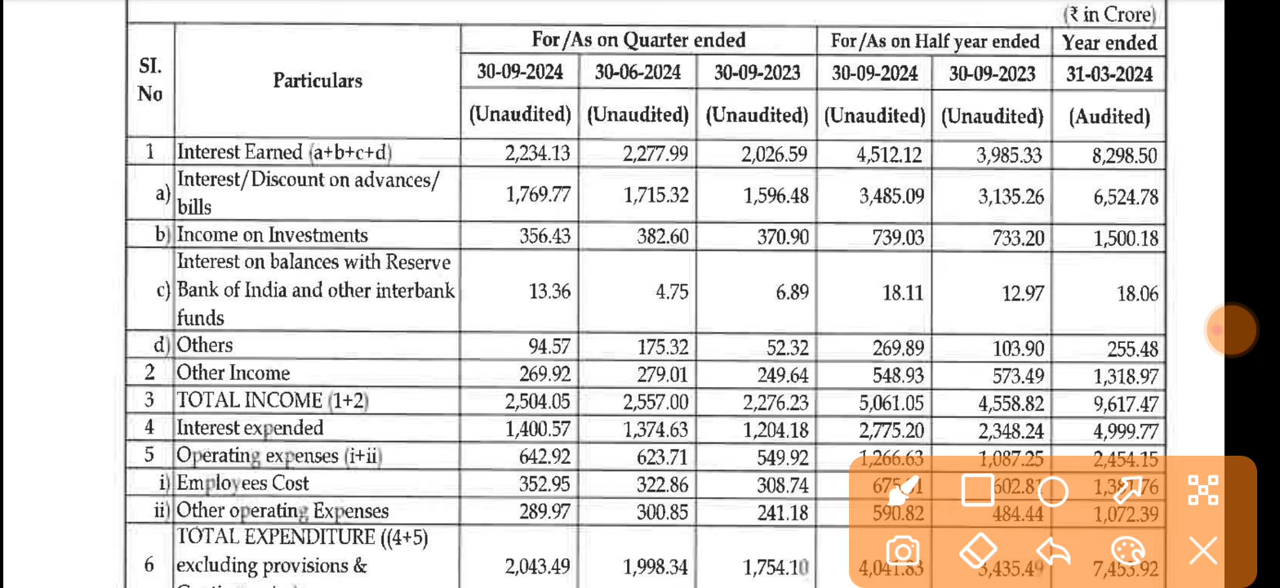 (₹ in Crore)
SI. No Particulars For/As on Quarter ended For/As on Half year ended Year ended
30-09-2024 30-06-2024 30-09-2023 30-09-2024 30-09-2023 31-03-2024
(Unaudited) (Unaudited) (Unaudited) (Unaudited) (Unaudited) (Audited)
1 Interest Earned (a+b+c+d) 2,234.13 2,277.99 2,026.59 4,512.12 3,985.33 8,298.50
a) Interest/Discount on advances/
bills 1,769.77 1,715.32 1,596.48 3,485.09 3,135.26 6,524.78
b) Income on Investments 356.43 382.60 370.90 739.03 733.20 1,500.18
Interest on balances with Reserve
c) Bank of India and other interbank 13.36 4.75 6.89 18.11 12.97 18.06
funds
d) Others 94.57 175.32 52.32 269.89 103.90 255.48
2 Other Income 269.92 279.01 249.64 548.93 573.49 1,318.97
3 TOTAL INCOME (1+2) 2,504.05 2,557.00 2,276.23 5,061.05 4,558.82 9,617.47
4 Interest expended 1,400.57 1,374.63 1,204.18 2,775.20 2,348.24 4,999.77
5 Operating expenses (i+ii) 642.92 623.71 549.92 1,266.63 1,087.25 2,454.15
i) Employees Cost 352.95 322.86 308.74
ii) Other operating Expenses 289.97 300.85 241.18 590.82 484.44 1,072.39
TOTAL EXPENDITURE ((4+5)
6 excluding provisions & 2,043.49 1,998.34 1,754.10 4,041.83 3,435.49 7,453.92